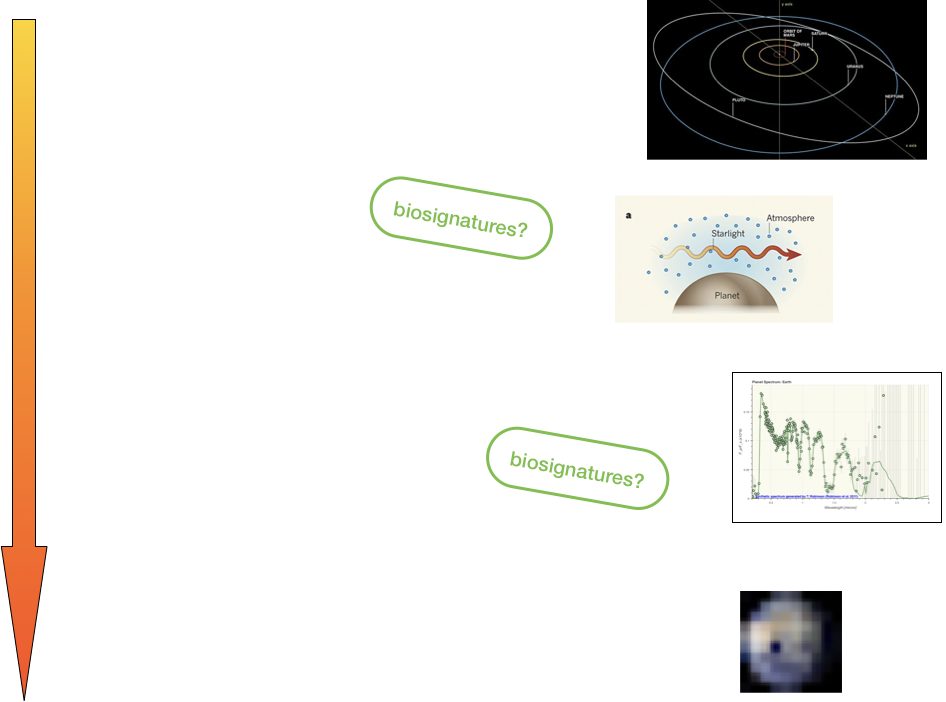 y axis
ORBIT OF
MARS
SATURN
JUPITER
URANUS
NEPTUNE
PLUTO
x axis
biosignatures?
a
Atmosphere
Starlight
Planet
biosignatures?
Planet Spectrum: Earth
Wavelength [microns]